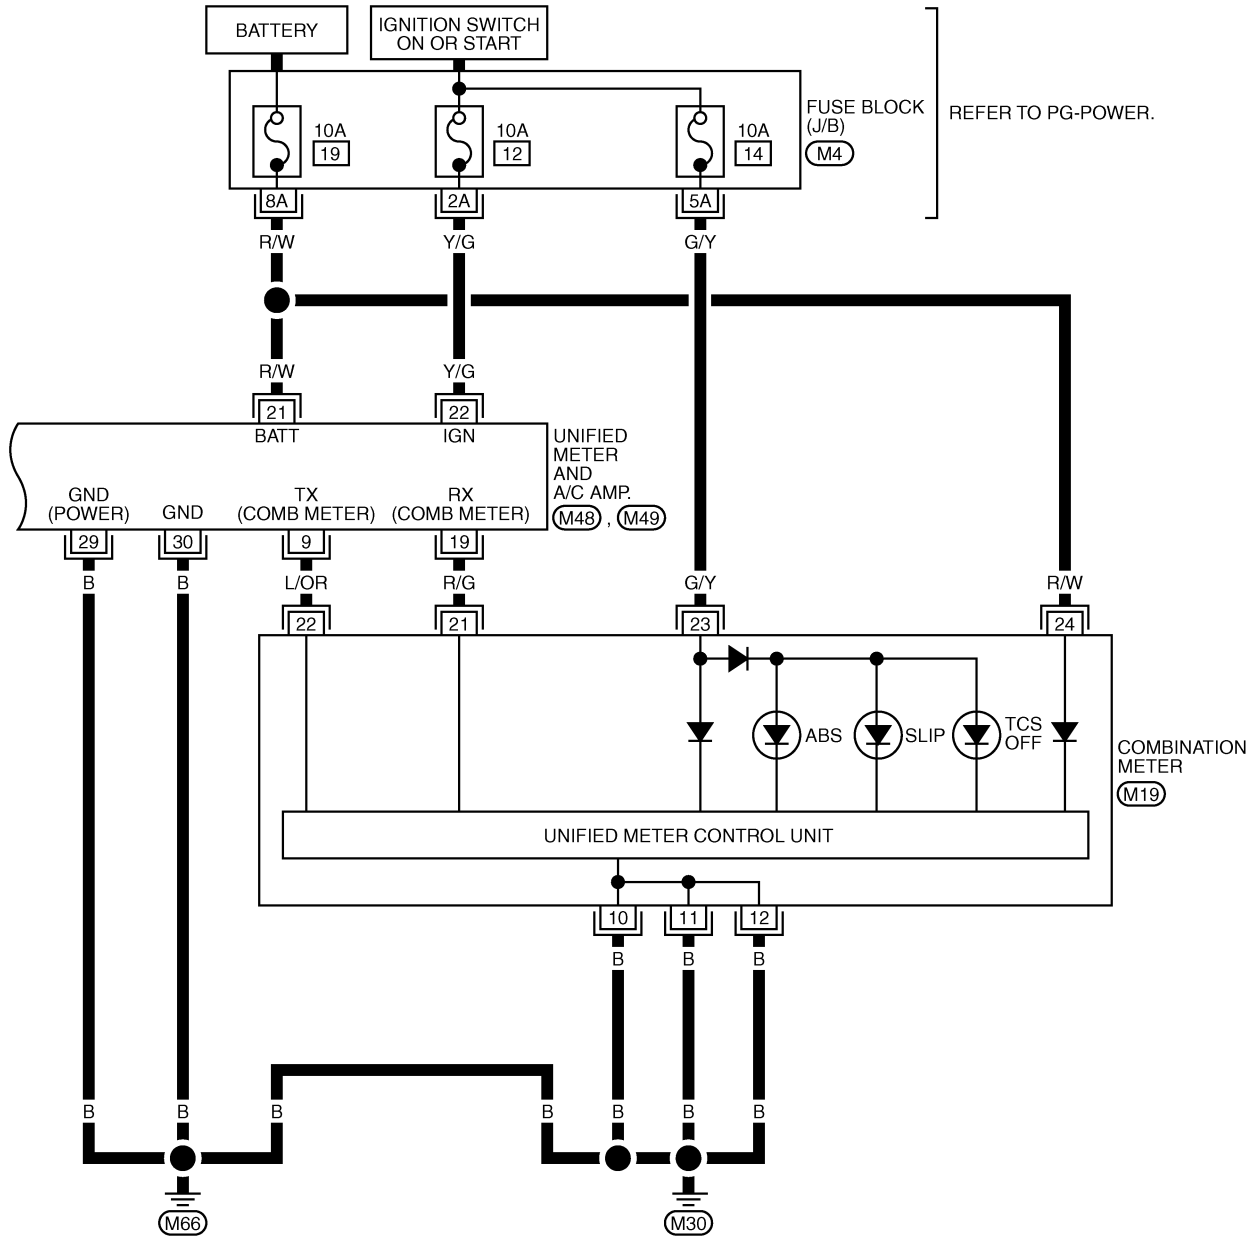 BATTERY
IGNITION SWITCH
ON OR START
FUSE BLOCK
(J/B)
M4
REFER TO PG-POWER.
10A
19
10A
12
10A
14
8A
2A
5A
R/W
Y/G
G/Y
R/W
Y/G
21
22
BATT
IGN
UNIFIED
METER
AND
A/C AMP.
M48 , M49
GND
(POWER)
GND
TX
(COMB METER)
RX
(COMB METER)
29
30
9
19
B
B
L/OR
R/G
G/Y
R/W
22
21
23
24
ABS
SLIP
TCS
OFF
COMBINATION
METER
M19
UNIFIED METER CONTROL UNIT
10
11
12
B
B
B
B
B
B
B
B
B
B
M66
M30